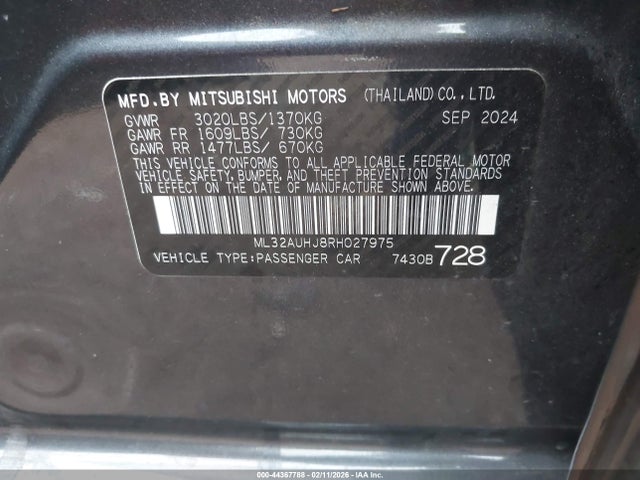 MFD.BY MITSUBISHI MOTORS (THAILAND)CO.,LTD.
GVWR 3020LBS/1370KG SEP 2024
GAWR FR 1609LBS/ 730KG
GAWR RR 1477LBS/ 670KG
THIS VEHICLE CONFORMS TO ALL APPLICABLE FEDERAL MOTOR
VEHICLE SAFETY, BUMPER, AND THEFT PREVENTION STANDARDS
IN EFFECT ON THE DATE OF MANUFACTURE SHOWN ABOVE.
ML32AUHJ8RH027975
VEHICLE TYPE:PASSENGER CAR 7430B 728
000-44367768 - 02/11/2026 - © IAA, Inc.